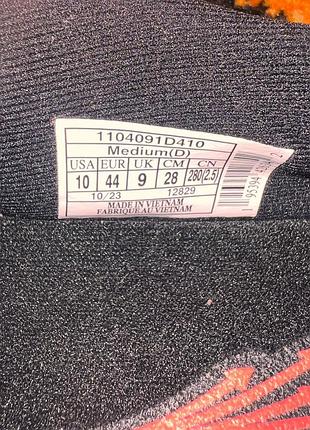 1104091D410
Medium(D)
USA EUR UK CM CN
10 44 9 28 280(2.5)
10/23 12829
MADE IN VIETNAM
FABRIQUE AU VIETNAM